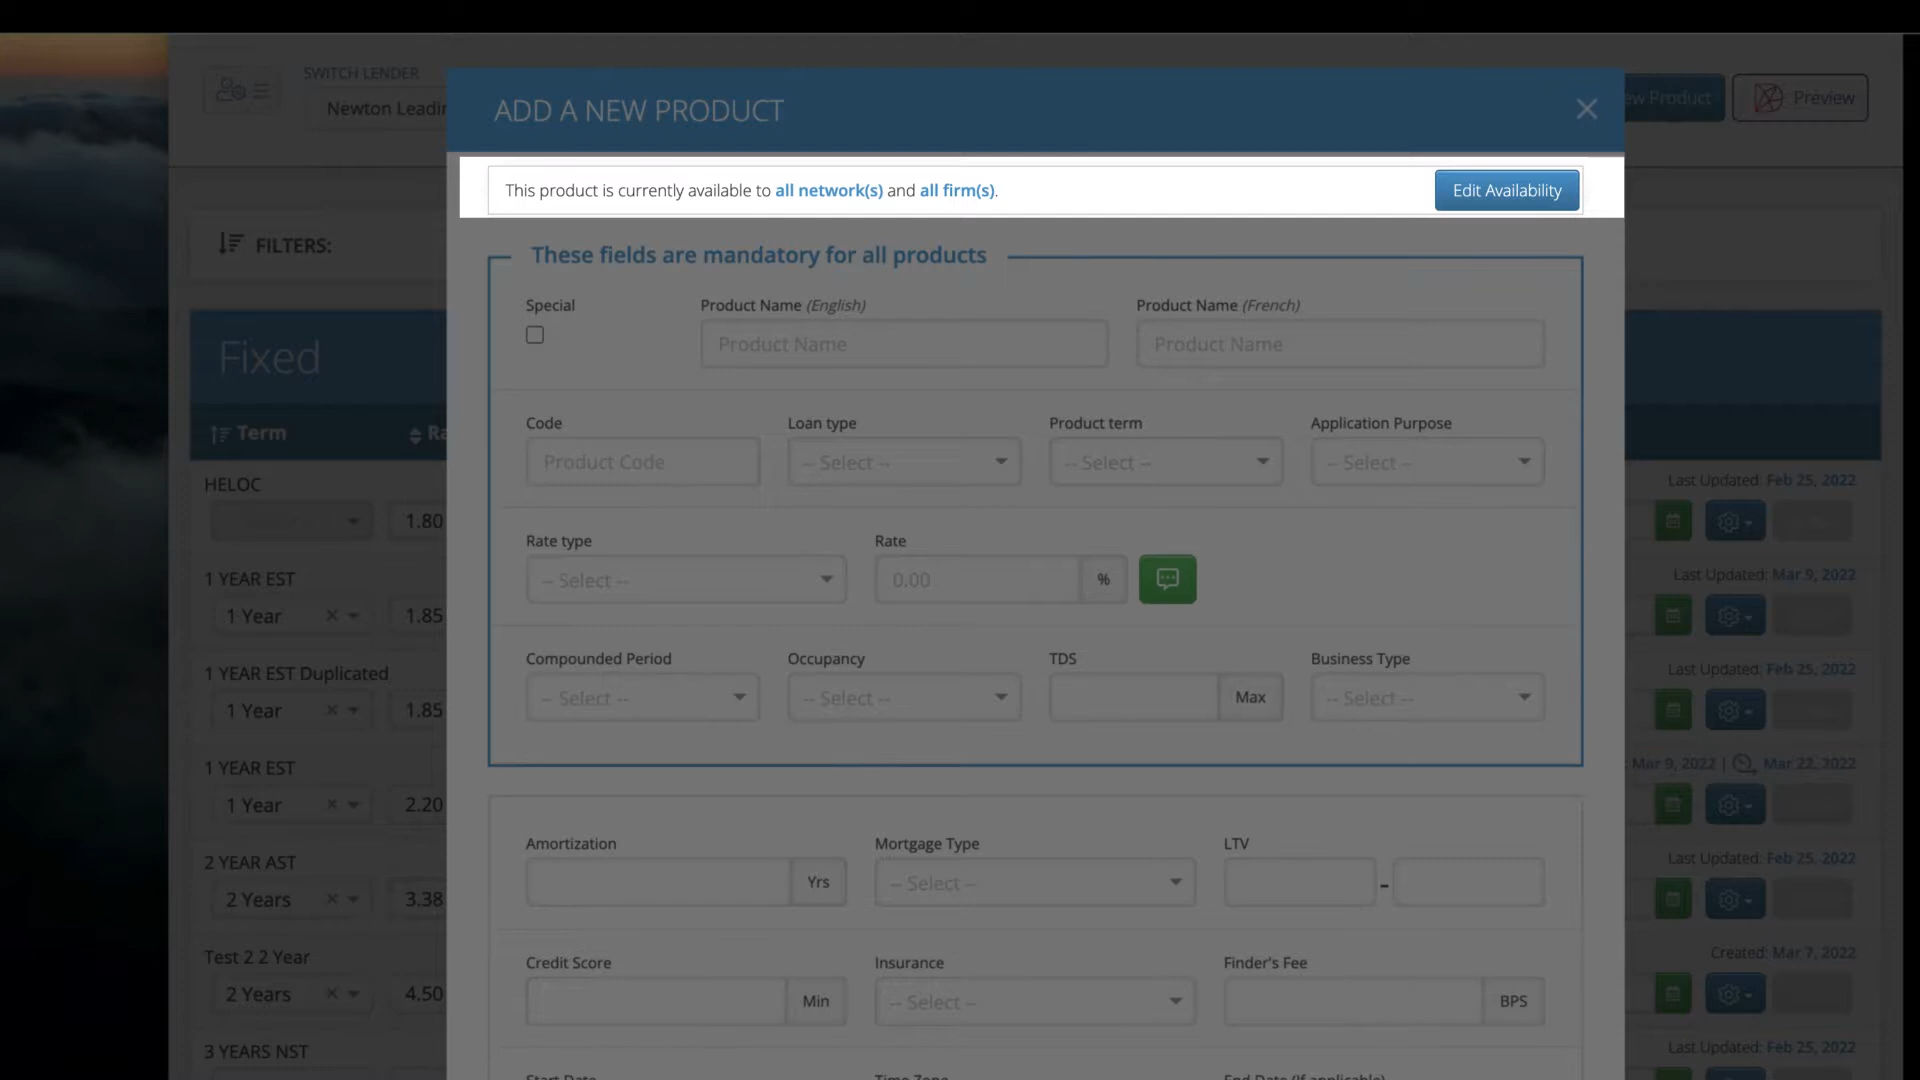 SWITCH LENDER
Newton Leadin
ew Product
Preview
ADD A NEW PRODUCT
This product is currently available to all network(s) and all firm(s).
Edit Availability
FILTERS:
These fields are mandatory for all products
Special
Product Name (English)
Product Name (French)
Product Name
Product Name
Fixed
Term
Ra
Code
Loan type
Product term
Application Purpose
Product Code
-- Select --
-- Select --
-- Select --
HELOC
Last Updated: Feb 25, 2022
1.80
Rate type
Rate
-- Select --
0.00
%
1 YEAR EST
Last Updated: Mar 9, 2022
1 Year
1.85
Compounded Period
Occupancy
TDS
Business Type
-- Select --
-- Select --
Max
-- Select --
1 YEAR EST Duplicated
Last Updated: Feb 25, 2022
1 Year
1.85
1 YEAR EST
: Mar 9, 2022 | Mar 22, 2022
1 Year
2.20
Amortization
Mortgage Type
LTV
Yrs
-- Select --
-
2 YEAR AST
Last Updated: Feb 25, 2022
2 Years
3.38
Credit Score
Insurance
Finder's Fee
Min
-- Select --
BPS
Test 2 2 Year
Created: Mar 7, 2022
2 Years
4.50
3 YEARS NST
Last Updated: Feb 25, 2022
Start Date
Time Zone
End Date (If applicable)